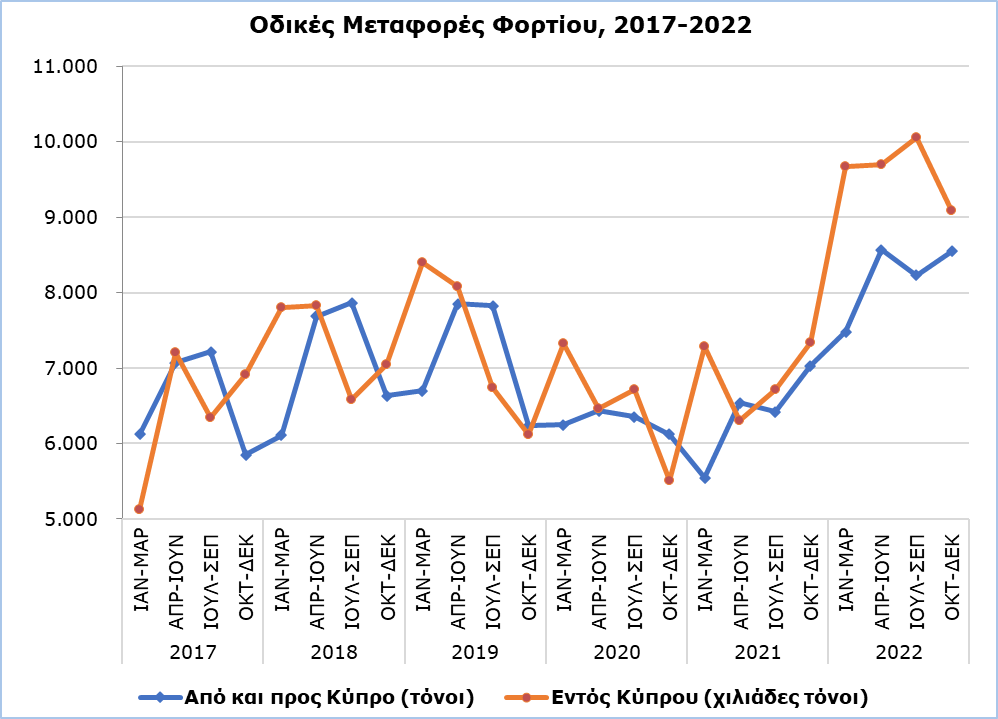 Οδικές Μεταφορές Φορτίου, 2017-2022
11.000
10.000
9.000
8.000
7.000
6.000
5.000
ΙΑΝ-ΜΑΡ ΑΠΡ-ΙΟΥΝ ΙΟΥΛ-ΣΕΠ ΟΚΤ-ΔΕΚ ΙΑΝ-ΜΑΡ ΑΠΡ-ΙΟΥΝ ΙΟΥΛ-ΣΕΠ ΟΚΤ-ΔΕΚ ΙΑΝ-ΜΑΡ ΑΠΡ-ΙΟΥΝ ΙΟΥΛ-ΣΕΠ ΟΚΤ-ΔΕΚ ΙΑΝ-ΜΑΡ ΑΠΡ-ΙΟΥΝ ΙΟΥΛ-ΣΕΠ ΟΚΤ-ΔΕΚ ΙΑΝ-ΜΑΡ ΑΠΡ-ΙΟΥΝ ΙΟΥΛ-ΣΕΠ ΟΚΤ-ΔΕΚ ΙΑΝ-ΜΑΡ ΑΠΡ-ΙΟΥΝ ΙΟΥΛ-ΣΕΠ ΟΚΤ-ΔΕΚ
2017 2018 2019 2020 2021 2022
Από και προς Κύπρο (τόνοι) Εντός Κύπρου (χιλιάδες τόνοι)